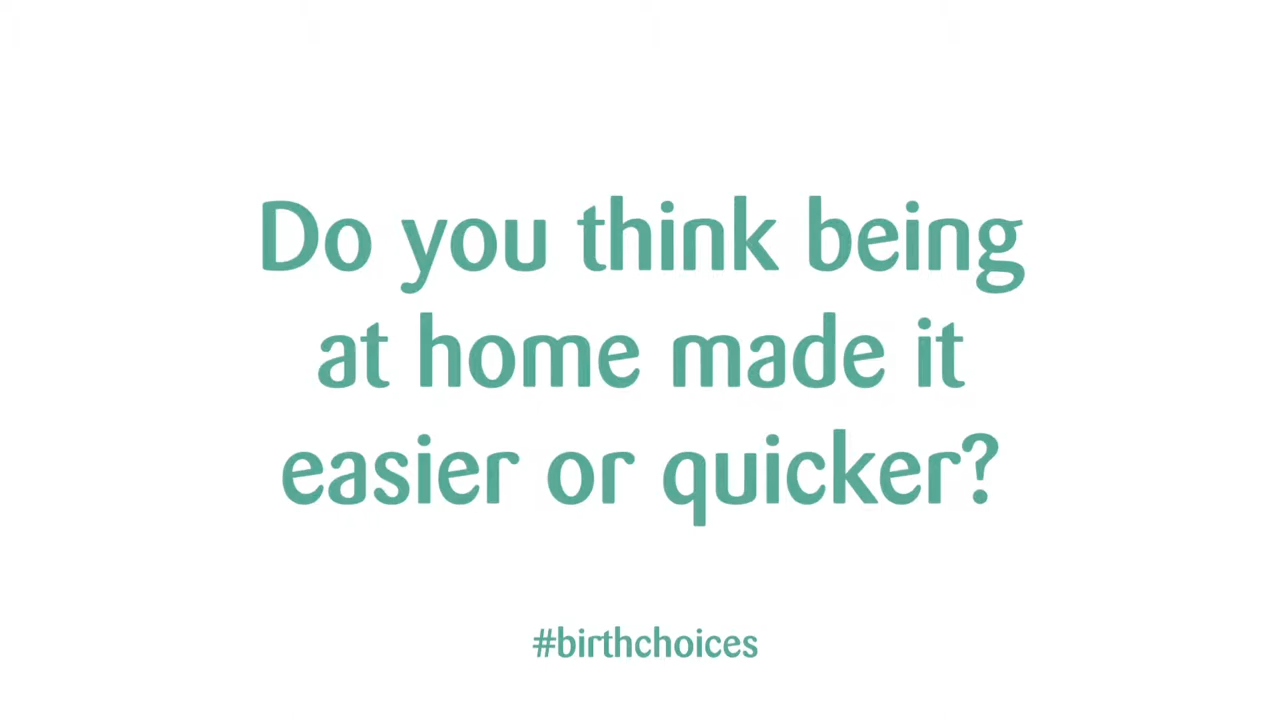 Do you think being
at home made it
easier or quicker?
#birthchoices